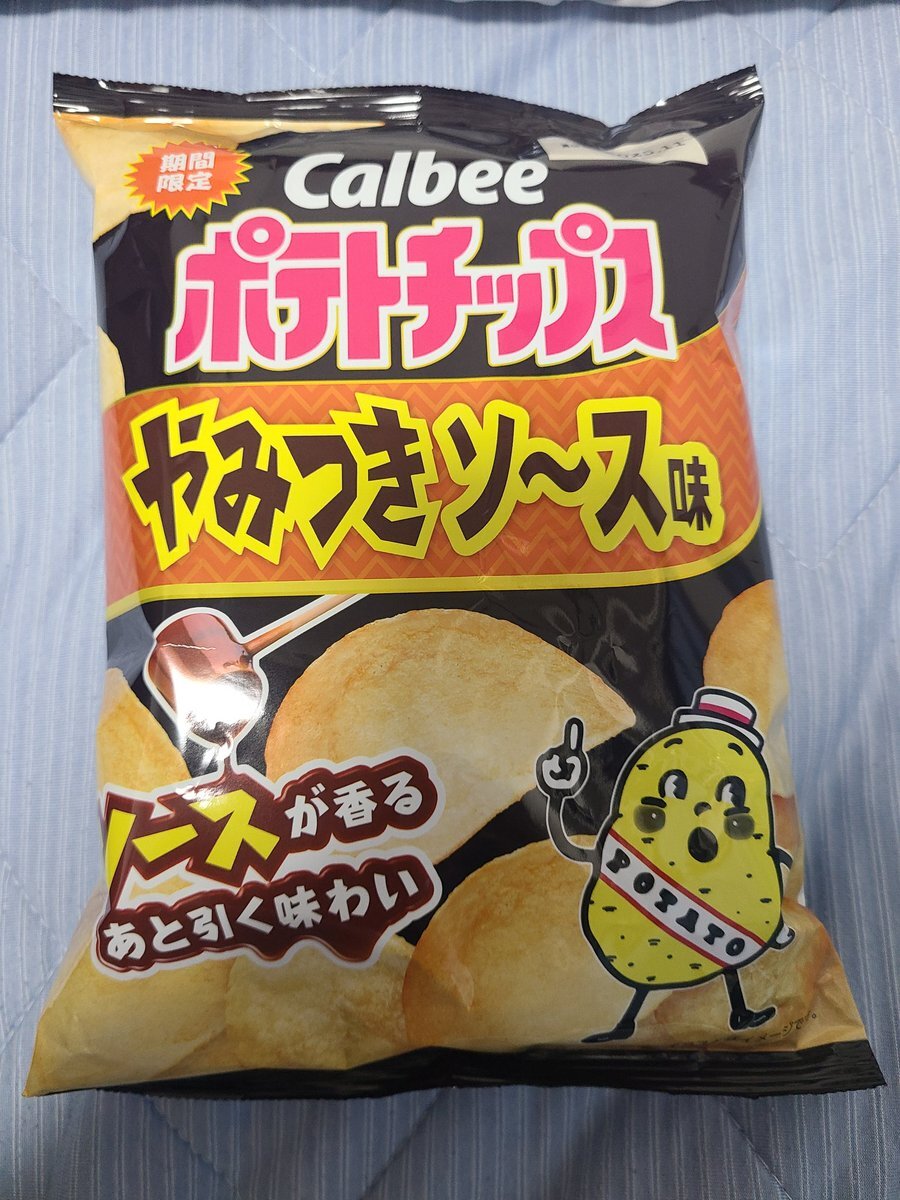 期間
限定
Calbee
ポテトチップス
やみつきソ〜ス味
ソースが香る
あと引く味わい
POTATO